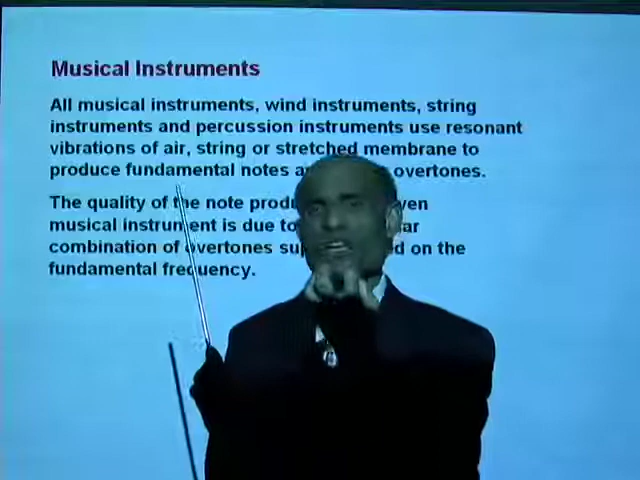 Musical Instruments
All musical instruments, wind instruments, string
instruments and percussion instruments use resonant
vibrations of air, string or stretched membrane to
produce fundamental notes overtones.
The quality of the note
musical instrument is due to
combination of overtones on the
fundamental frequency.